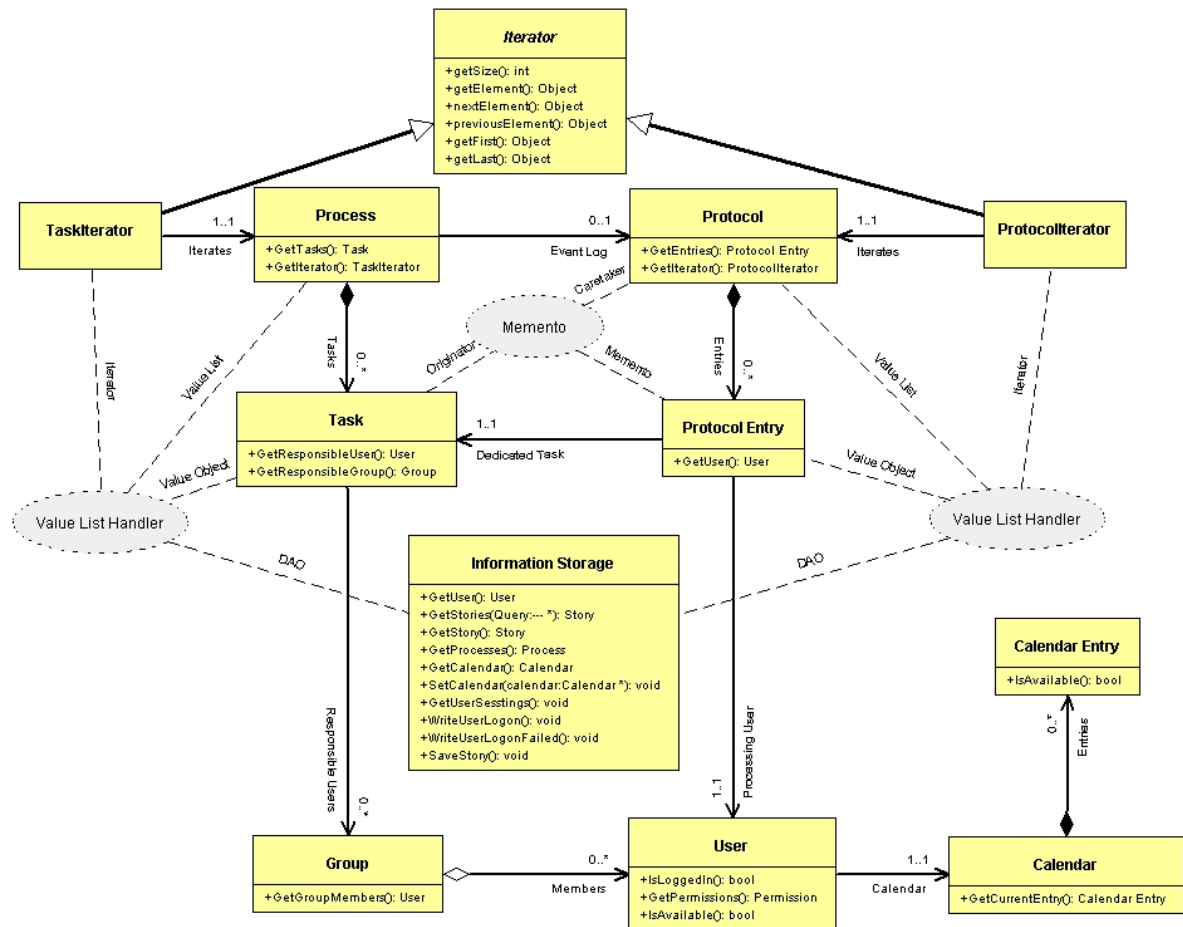 Iterator
+getSize(): int
+getElement(): Object
+nextElement(): Object
+previousElement(): Object
+getFirst(): Object
+getLast(): Object
TaskIterator
1..1
Iterates
Process
+GetTasks(): Task
+GetIterator(): TaskIterator
0..1
Event Log
Protocol
+GetEntries(): Protocol Entry
+GetIterator(): ProtocolIterator
1..1
Iterates
ProtocolIterator
Caretaker
Memento
Originator
Memento
Tasks
0..*
Entries
0..*
Iterator
Value List
Value List
Iterator
Task
+GetResponsibleUser(): User
+GetResponsibleGroup(): Group
1..1
Dedicated Task
Protocol Entry
+GetUser(): User
Value Object
Value Object
Value List Handler
Value List Handler
DAO
DAO
Information Storage
+GetUser(): User
+GetStories(Query:--- *): Story
+GetStory(): Story
+GetProcesses(): Process
+GetCalendar(): Calendar
+SetCalendar(calendar:Calendar *): void
+GetUserSesstings(): void
+WriteUserLogon(): void
+WriteUserLogonFailed(): void
+SaveStory(): void
Responsible Users
0..*
Processing User
1..1
Calendar Entry
+IsAvailable(): bool
0..*
Entries
Group
+GetGroupMembers(): User
0..*
Members
User
+IsLoggedIn(): bool
+GetPermissions(): Permission
+IsAvailable(): bool
1..1
Calendar
Calendar
+GetCurrentEntry(): Calendar Entry